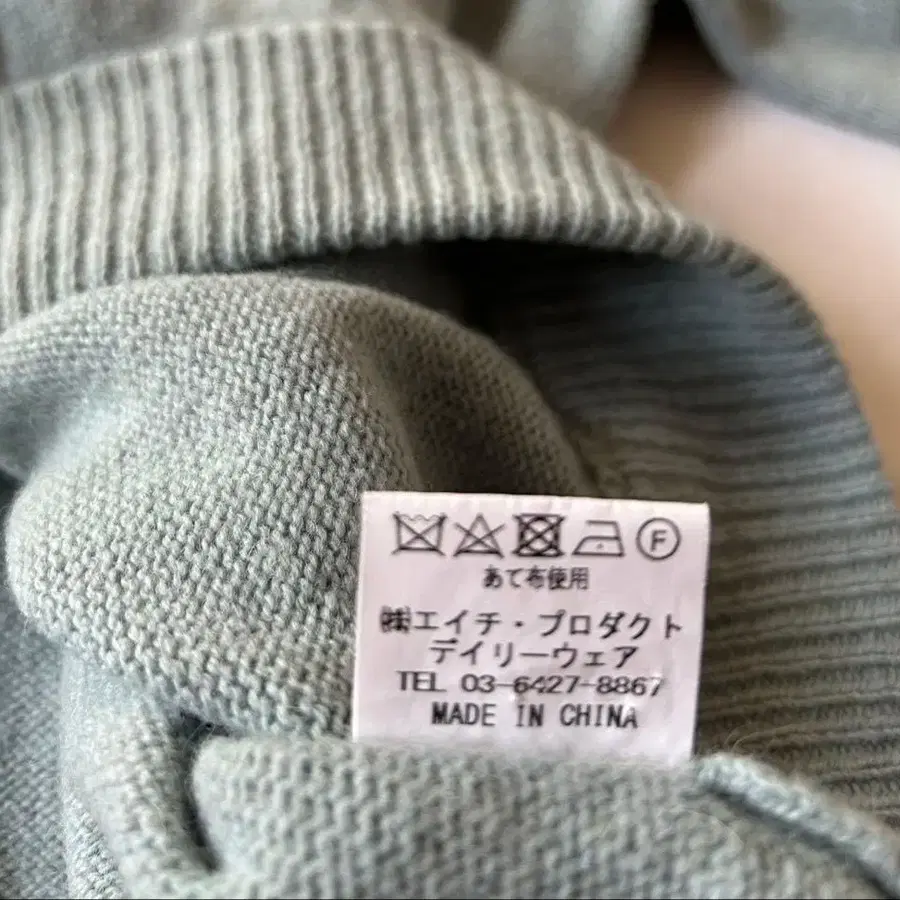 F
あて布使用
㈱エイチ・プロダクト
デイリーウェア
TEL 03-6427-8867
MADE IN CHINA